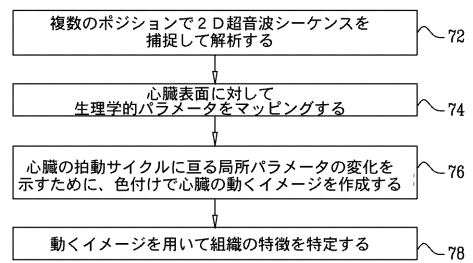 複数のポジションで２Ｄ超音波シーケンスを
捕捉して解析する
72
心臓表面に対して
生理学的パラメータをマッピングする
74
心臓の拍動サイクルに亘る局所パラメータの変化を
示すために、色付けで心臓の動くイメージを作成する
76
動くイメージを用いて組織の特徴を特定する
78